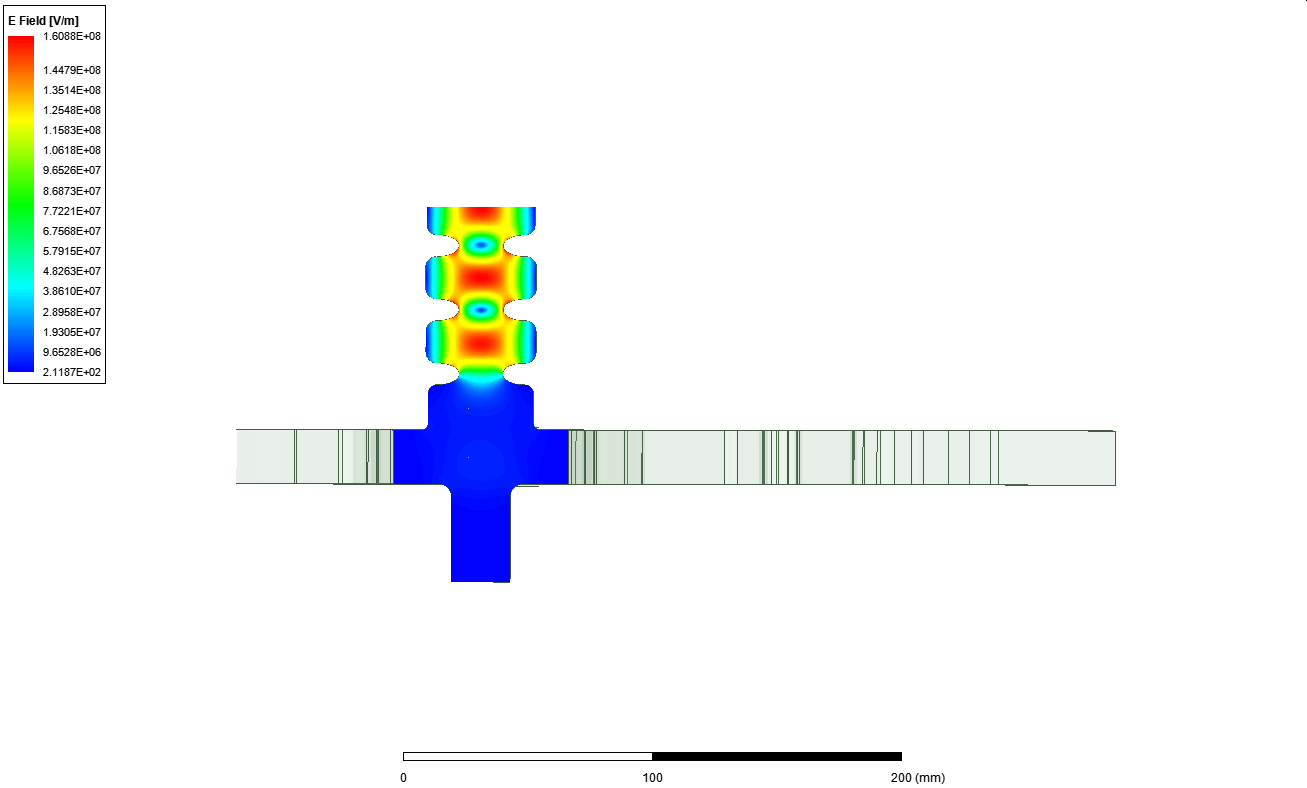 E Field [V/m]
1.6088E+08
1.4479E+08
1.3514E+08
1.2548E+08
1.1583E+08
1.0618E+08
9.6526E+07
8.6873E+07
7.7221E+07
6.7568E+07
5.7915E+07
4.8263E+07
3.8610E+07
2.8958E+07
1.9305E+07
9.6528E+06
2.1187E+02
0 100 200 (mm)